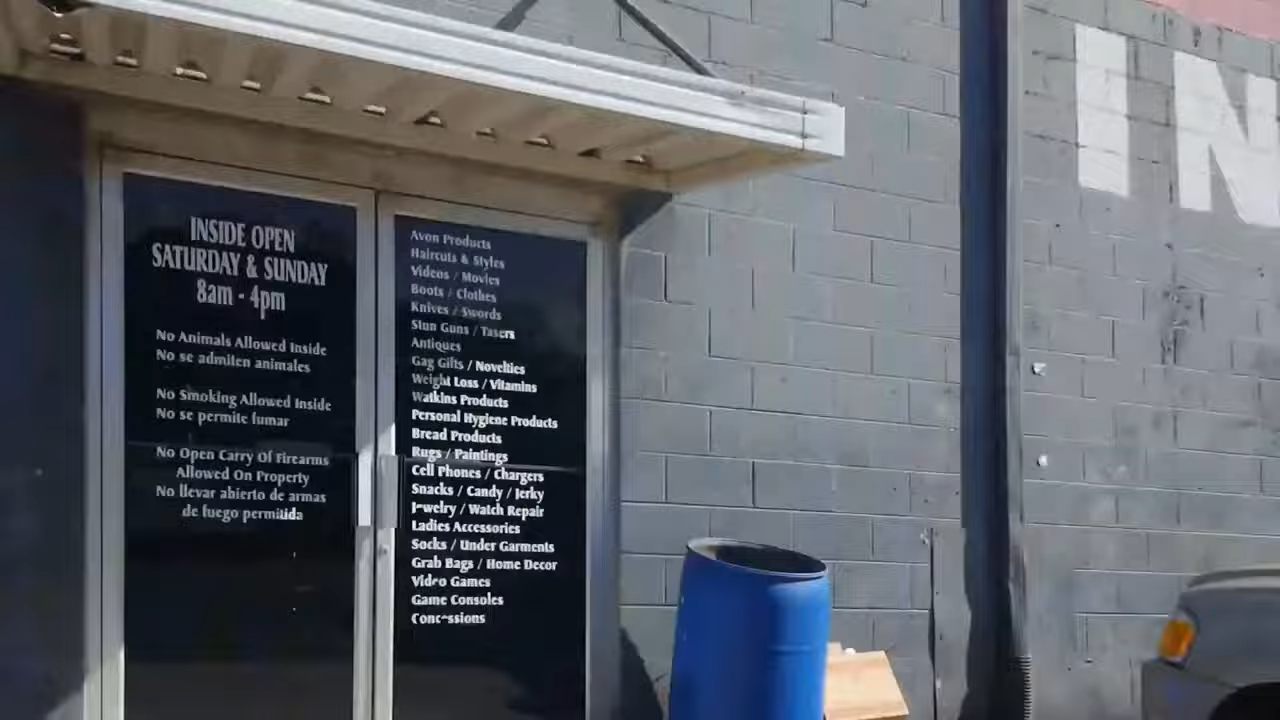 INSIDE OPEN
SATURDAY & SUNDAY
8am - 4pm
No Animals Allowed Inside
No se admiten animales
No Smoking Allowed Inside
No se permite fumar
No Open Carry Of Firearms
Allowed On Property
No llevar abierto de armas
de fuego permitida
Avon Products
Haircuts & Styles
Videos / Movies
Boots / Clothes
Knives / Swords
Stun Guns / Tasers
Antiques
Gag Gifts / Novelties
Weight Loss / Vitamins
Watkins Products
Personal Hygiene Products
Bread Products
Rugs / Paintings
Cell Phones / Chargers
Snacks / Candy / Jerky
Jewelry / Watch Repair
Ladies Accessories
Socks / Under Garments
Grab Bags / Home Decor
Video Games
Game Consoles
Concessions
IN